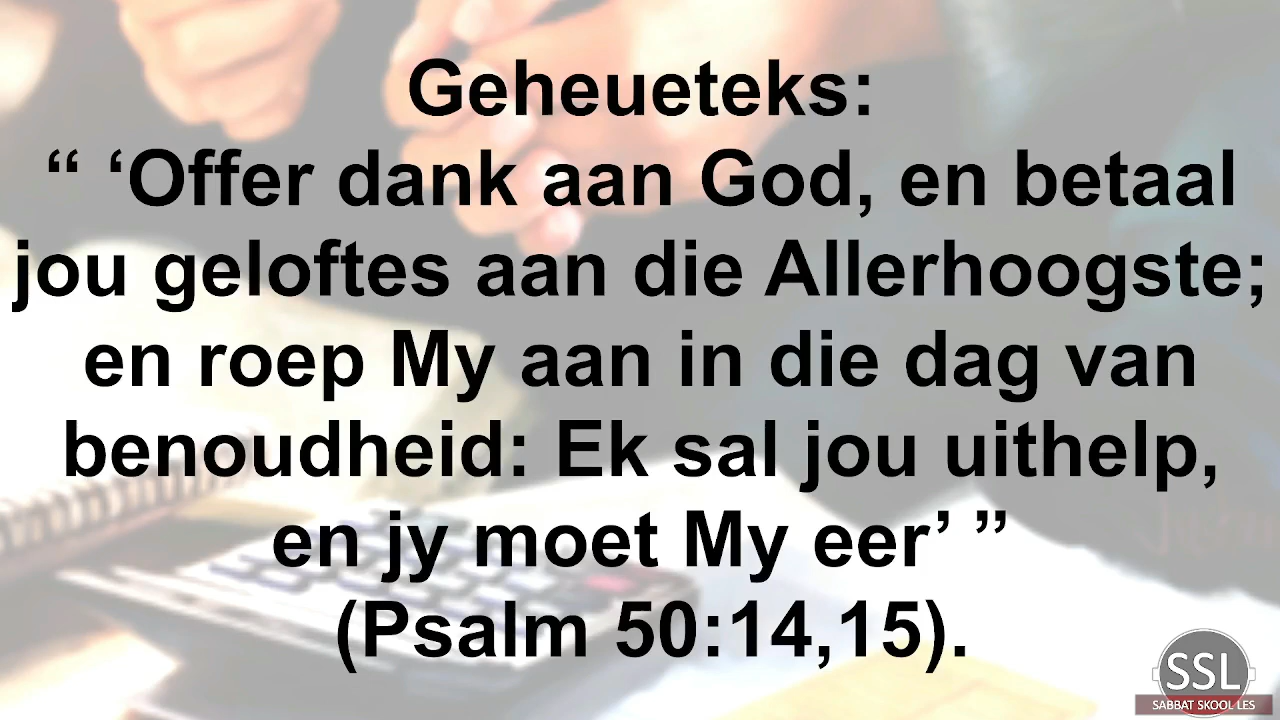 Geheueteks:
“ ‘Offer dank aan God, en betaal
jou geloftes aan die Allerhoogste;
en roep My aan in die dag van
benoudheid: Ek sal jou uithelp,
en jy moet My eer’ ”
(Psalm 50:14,15).
SSL
SABBAT SKOOL LES